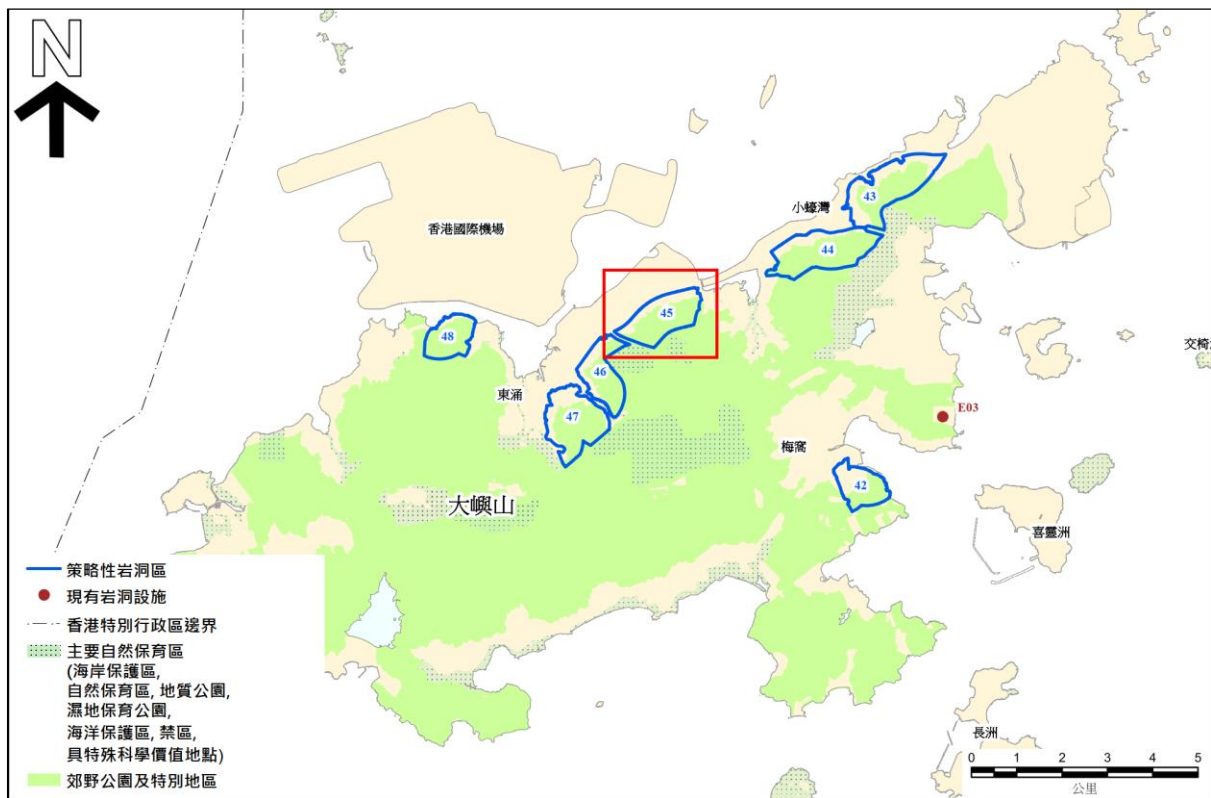 N
43
小蠔灣
44
香港國際機場
45
48
46
東涌
47
交椅
E03
梅窩
42
大嶼山
喜靈洲
策略性岩洞區
現有岩洞設施
香港特別行政區邊界
主要自然保育區
(海岸保護區,
自然保育區, 地質公園,
濕地保育公園,
海洋保護區, 禁區,
具特殊科學價值地點)
郊野公園及特別地區
長洲
0 1 2 3 4 5
公里